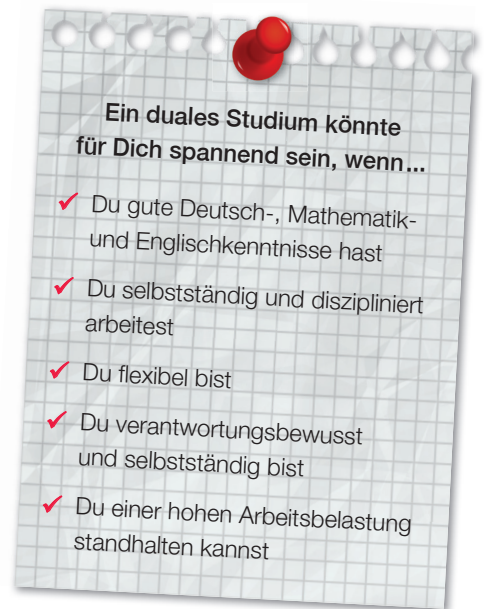 Ein duales Studium könnte
für Dich spannend sein, wenn...
Du gute Deutsch-, Mathematik-
und Englischkenntnisse hast
Du selbstständig und diszipliniert
arbeitest
Du flexibel bist
Du verantwortungsbewusst
und selbstständig bist
Du einer hohen Arbeitsbelastung
standhalten kannst